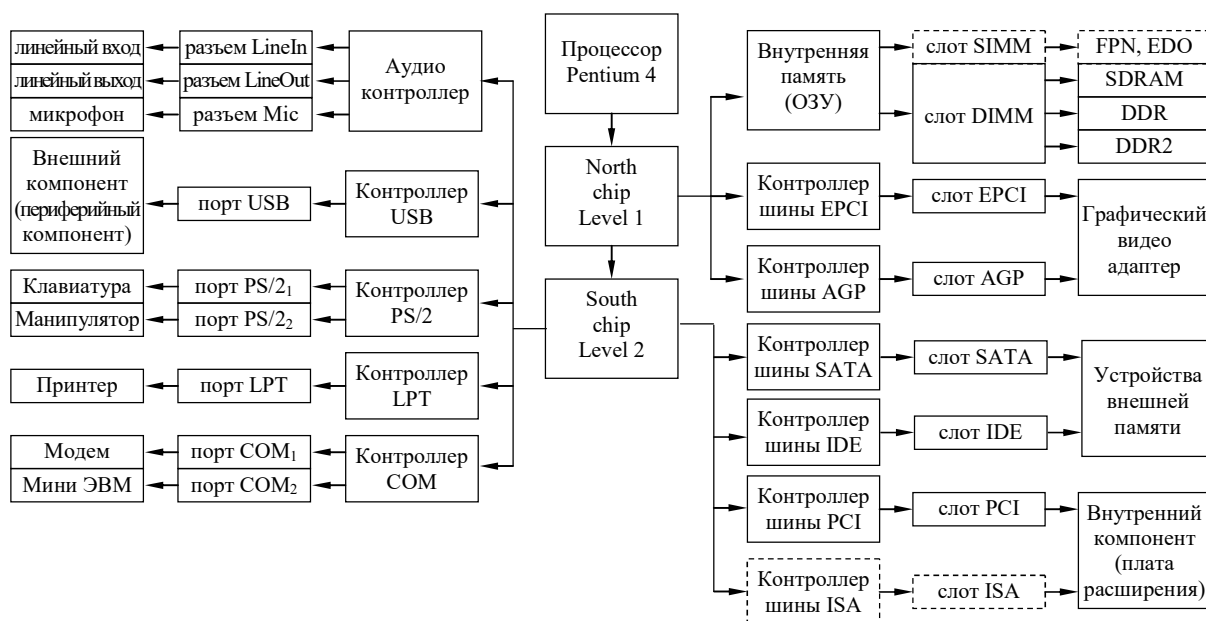 линейный вход
разъем LineIn
линейный выход
разъем LineOut
микрофон
разъем Mic
Аудио
контроллер
Внешний
компонент
(периферийный
компонент)
порт USB
Контроллер
USB
Клавиатура
порт PS/2₁
Манипулятор
порт PS/2₂
Контроллер
PS/2
Принтер
порт LPT
Контроллер
LPT
Модем
порт COM₁
Мини ЭВМ
порт COM₂
Контроллер
COM
Процессор
Pentium 4
North
chip
Level 1
South
chip
Level 2
Внутренняя
память
(ОЗУ)
слот SIMM
FPN, EDO
слот DIMM
SDRAM
DDR
DDR2
Контроллер
шины EPCI
слот EPCI
Контроллер
шины AGP
слот AGP
Графический
видео
адаптер
Контроллер
шины SATA
слот SATA
Контроллер
шины IDE
слот IDE
Устройства
внешней
памяти
Контроллер
шины PCI
слот PCI
Контроллер
шины ISA
слот ISA
Внутренний
компонент
(плата
расширения)